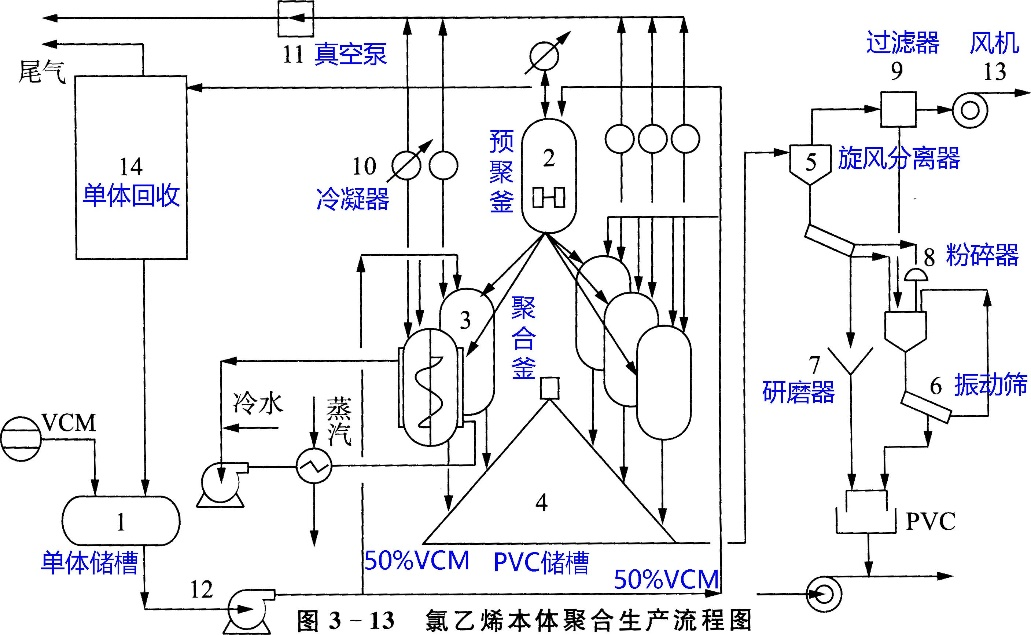 11 真空泵
尾气
过滤器
9
风机
13
14
单体回收
10
冷凝器
预聚釜
2
5
旋风分离器
8 粉碎器
3
聚合釜
7
研磨器
6 振动筛
冷水
蒸汽
VCM
1
单体储槽
4
PVC
50%VCM
PVC储槽
50%VCM
12
图 3-13 氯乙烯本体聚合生产流程图